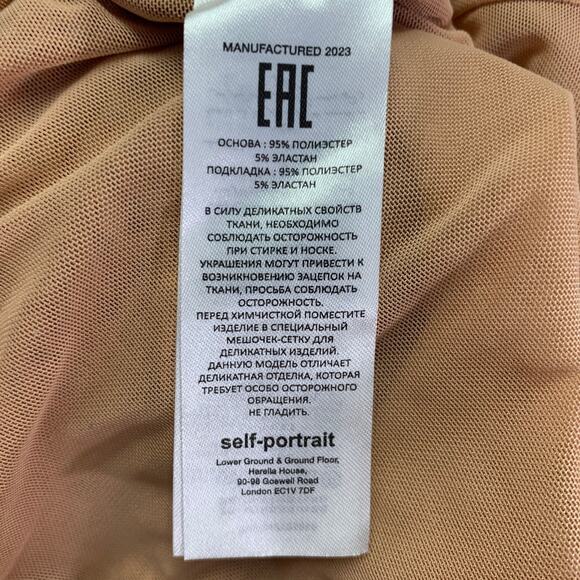 MANUFACTURED 2023
EAC
ОСНОВА : 95% ПОЛИЭСТЕР
5% ЭЛАСТАН
ПОДКЛАДКА : 95% ПОЛИЭСТЕР
5% ЭЛАСТАН
В СИЛУ ДЕЛИКАТНЫХ СВОЙСТВ
ТКАНИ, НЕОБХОДИМО
СОБЛЮДАТЬ ОСТОРОЖНОСТЬ
ПРИ СТИРКЕ И НОСКЕ.
УКРАШЕНИЯ МОГУТ ПРИВЕСТИ К
ВОЗНИКНОВЕНИЮ ЗАЦЕПОК НА
ТКАНИ, ПРОСЬБА СОБЛЮДАТЬ
ОСТОРОЖНОСТЬ.
ПЕРЕД ХИМЧИСТКОЙ ПОМЕСТИТЕ
ИЗДЕЛИЕ В СПЕЦИАЛЬНЫЙ
МЕШОЧЕК-СЕТКУ ДЛЯ
ДЕЛИКАТНЫХ ИЗДЕЛИЙ.
ДАННУЮ МОДЕЛЬ ОТЛИЧАЕТ
ДЕЛИКАТНАЯ ОТДЕЛКА, КОТОРАЯ
ТРЕБУЕТ ОСОБО ОСТОРОЖНОГО
ОБРАЩЕНИЯ.
НЕ ГЛАДИТЬ.
self-portrait
Lower Ground & Ground Floor,
Harella House,
90-98 Goswell Road
London EC1V 7DF